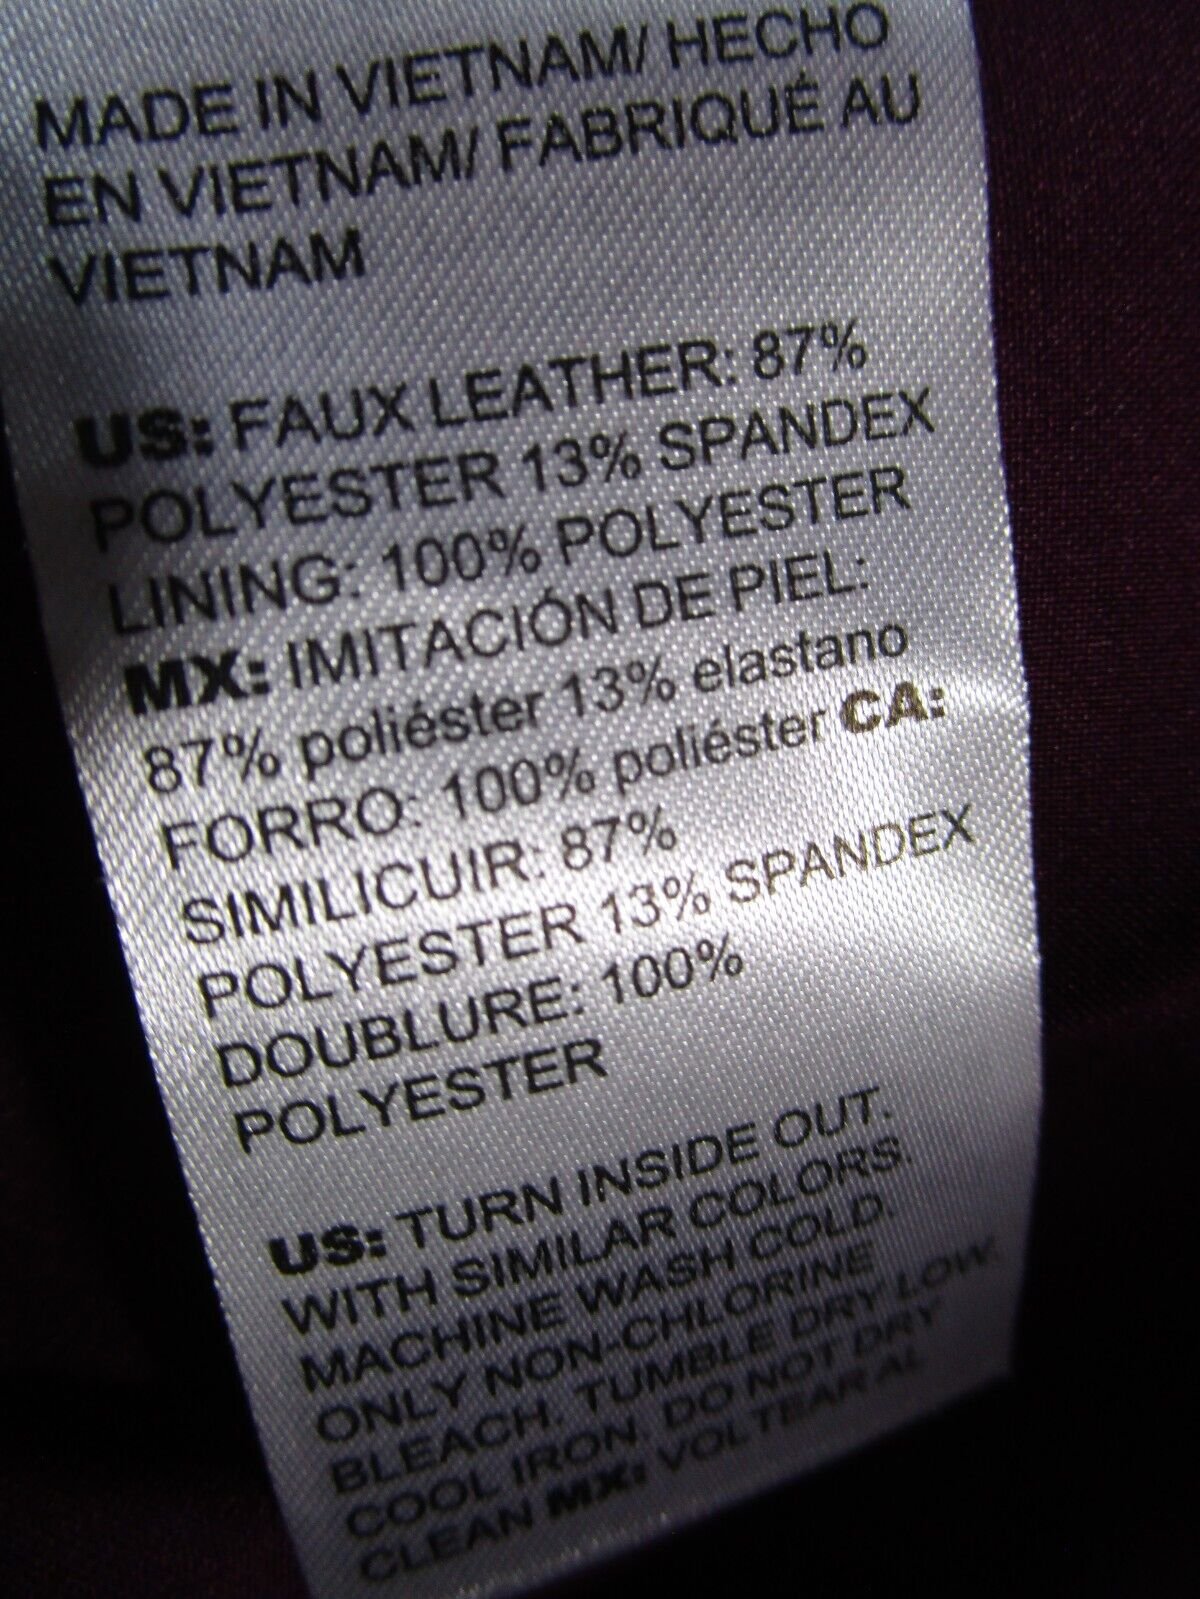 MADE IN VIETNAM/ HECHO
EN VIETNAM/ FABRIQUÉ AU
VIETNAM
US: FAUX LEATHER: 87%
POLYESTER 13% SPANDEX
LINING: 100% POLYESTER
MX: IMITACIÓN DE PIEL:
87% poliéster 13% elastano
FORRO: 100% poliéster CA:
SIMILICUIR: 87%
POLYESTER 13% SPANDEX
DOUBLURE: 100%
POLYESTER
US: TURN INSIDE OUT.
WITH SIMILAR COLORS.
MACHINE WASH COLD.
ONLY NON-CHLORINE
BLEACH. TUMBLE DRY LOW.
COOL IRON. DO NOT DRY
CLEAN MX: VOLTEAR AL